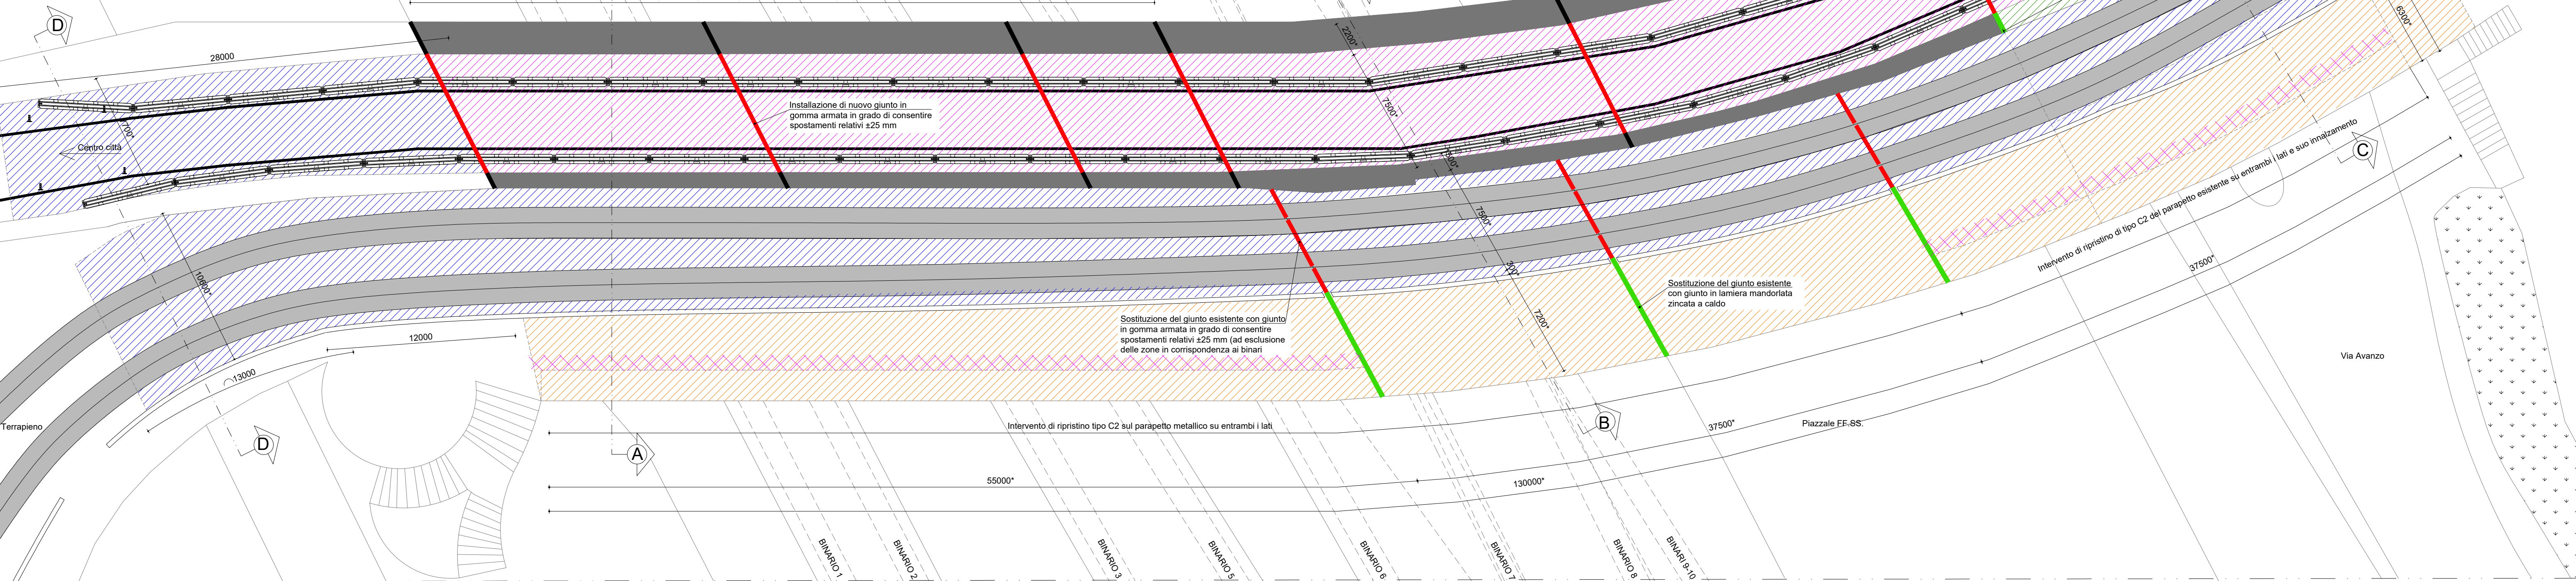 D
28000
2200*
6300*
Installazione di nuovo giunto in
gomma armata in grado di consentire
spostamenti relativi ±25 mm
7500*
Centro città
C
Intervento di ripristino di tipo C2 del parapetto esistente su entrambi i lati e suo innalzamento
7500*
37500*
10600*
300*
Sostituzione del giunto esistente
con giunto in lamiera mandorlata
zincata a caldo
Sostituzione del giunto esistente con giunto
in gomma armata in grado di consentire
spostamenti relativi ±25 mm (ad esclusione
delle zone in corrispondenza ai binari
7200*
12000
13000
Via Avanzo
Terrapieno
D
A
Intervento di ripristino tipo C2 sul parapetto metallico su entrambi i lati
B
37500*
Piazzale FF.SS.
55000*
130000*
BINARIO 1
BINARIO 2
BINARIO 3
BINARIO 5
BINARIO 6
BINARIO 7
BINARIO 8
BINARI 9-10